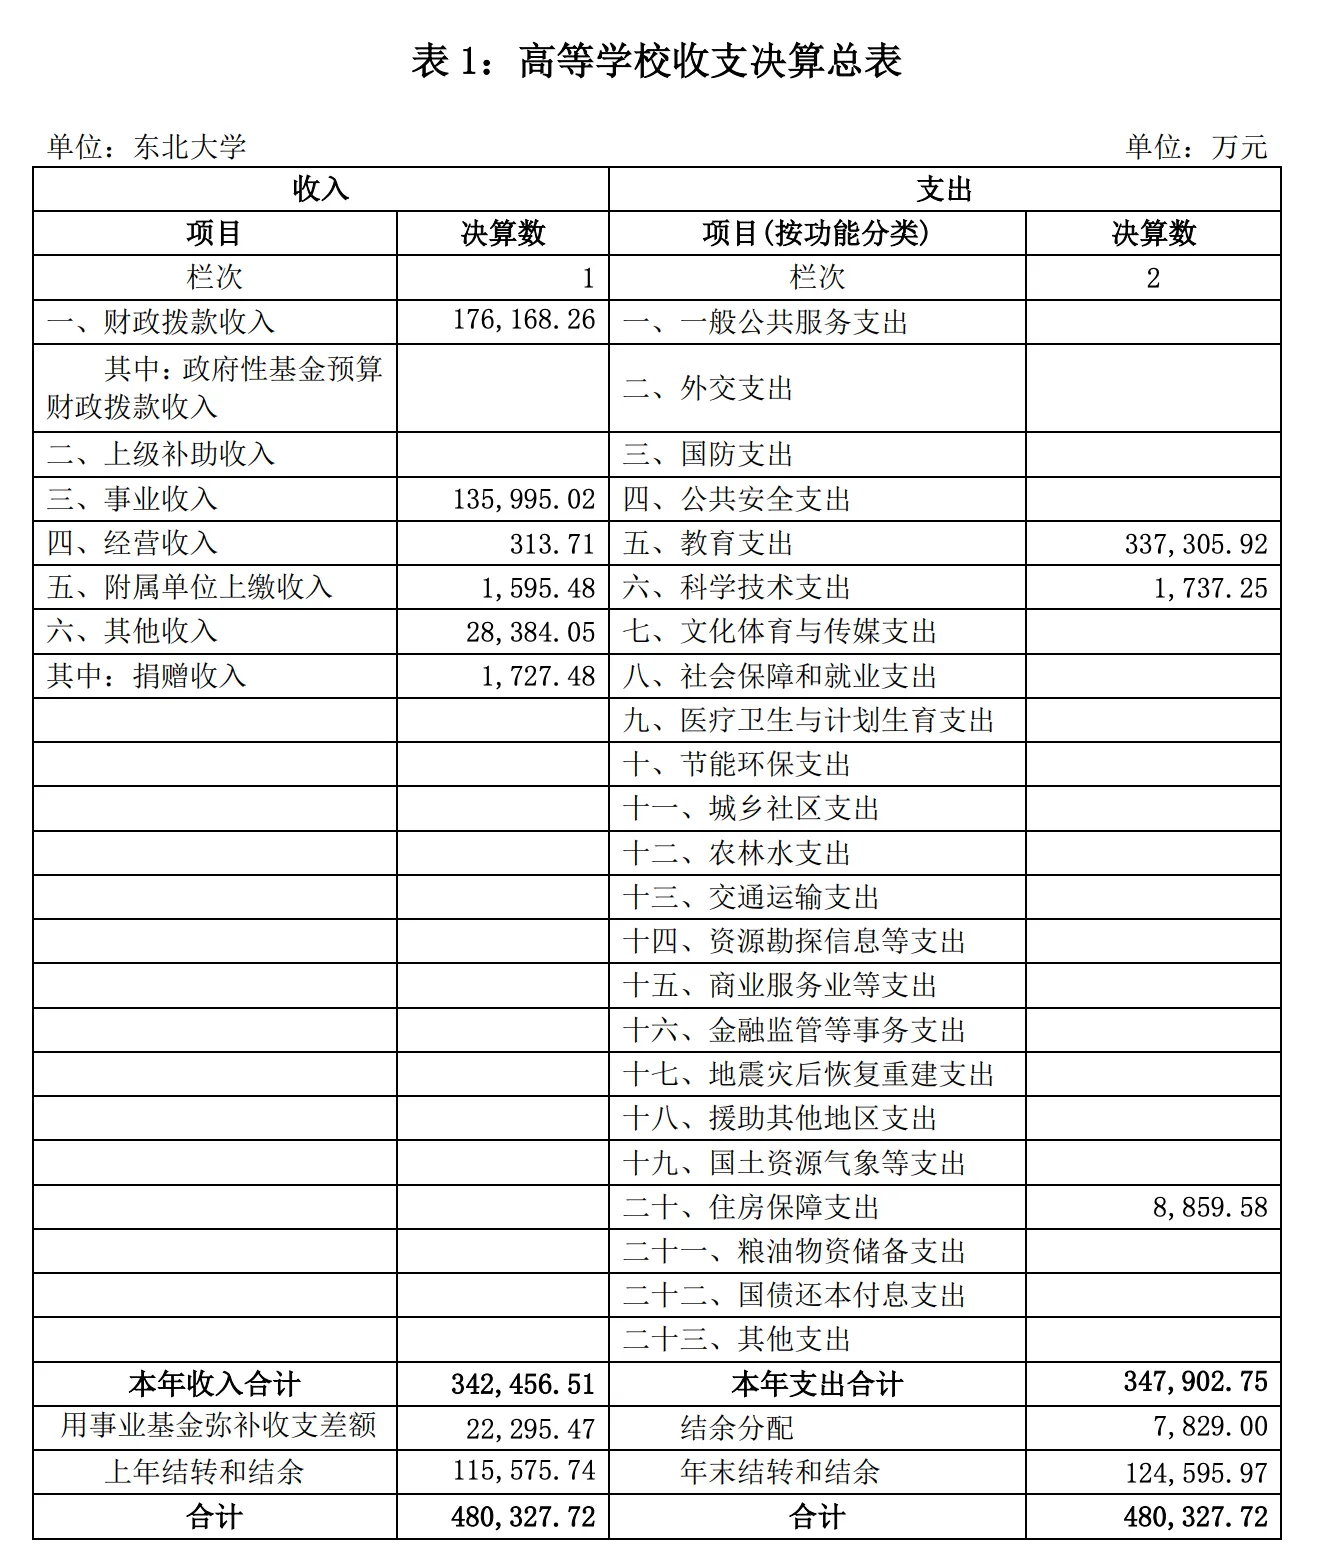 表 1：高等学校收支决算总表
单位：东北大学 单位：万元
收入 支出
项目 决算数 项目(按功能分类) 决算数
栏次 1 栏次 2
一、财政拨款收入 176,168.26 一、一般公共服务支出
其中：政府性基金预算
财政拨款收入 二、外交支出
二、上级补助收入 三、国防支出
三、事业收入 135,995.02 四、公共安全支出
四、经营收入 313.71 五、教育支出 337,305.92
五、附属单位上缴收入 1,595.48 六、科学技术支出 1,737.25
六、其他收入 28,384.05 七、文化体育与传媒支出
其中：捐赠收入 1,727.48 八、社会保障和就业支出
九、医疗卫生与计划生育支出
十、节能环保支出
十一、城乡社区支出
十二、农林水支出
十三、交通运输支出
十四、资源勘探信息等支出
十五、商业服务业等支出
十六、金融监管等事务支出
十七、地震灾后恢复重建支出
十八、援助其他地区支出
十九、国土资源气象等支出
二十、住房保障支出 8,859.58
二十一、粮油物资储备支出
二十二、国债还本付息支出
二十三、其他支出
本年收入合计 342,456.51 本年支出合计 347,902.75
用事业基金弥补收支差额 22,295.47 结余分配 7,829.00
上年结转和结余 115,575.74 年末结转和结余 124,595.97
合计 480,327.72 合计 480,327.72